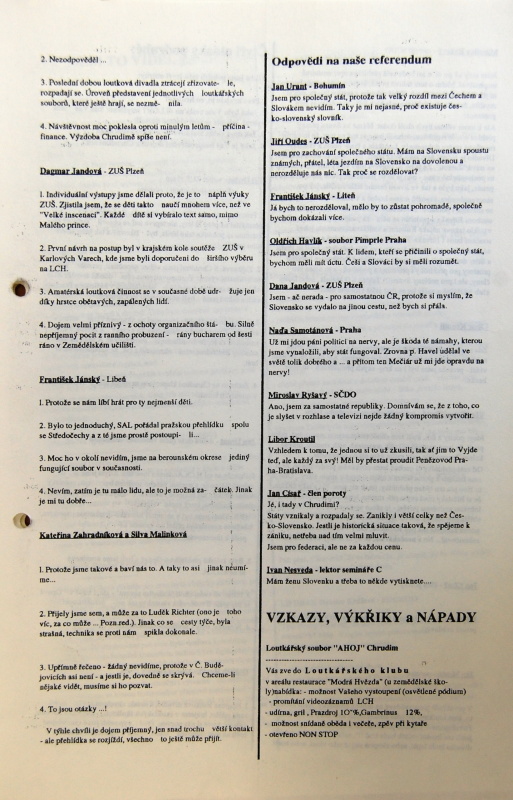 2. Nezodpověděl ...
3. Poslední dobou loutková divadla ztrácejí zřizovate- le,
rozpadají se. Úroveň představení jednotlivých loutkářských
souborů, které ještě hrají, se nezmě- nila.
4. Návštěvnost moc poklesla oproti minulým letům - příčina -
finance. Výzdoba Chrudimě spíše není.
Dagmar Jandová - ZUŠ Plzeň
1. Individuální výstupy jsme dělali proto, že je to náplň výuky
ZUŠ. Zjistila jsem, že se děti takto naučí mnohem více, než ve
"Velké inscenaci". Každé dítě si vybíralo text samo, mimo
Malého prince.
2. První návrh na postup byl v krajském kole soutěže ZUŠ v
Karlových Varech, kde jsme byli doporučeni do širšího výběru
na LCH.
3. Amatérská loutková činnost se v současné době udr- žuje jen
díky hrstce obětavých, zapálených lidí.
4. Dojem velmi příznivý - z ochoty organizačního štá- bu. Silně
nepříjemný pocit z ranního probuzení - rány bucharem od šesti
ráno v Zemědělském učilišti.
František Jánský - Libeň
1. Protože se nám líbí hrát pro ty nejmenší děti.
2. Bylo to jednoduchý, SAL pořádal pražskou přehlídku spolu
se Středočechy a z té jsme prostě postoupi- li...
3. Moc ho v okolí nevidím, jsme na berounském okrese jediný
fungující soubor v současnosti.
4. Nevím, zatím je tu málo lidu, ale to je možná za- čátek. Jinak
je mi tu dobře...
Kateřina Zahradníková a Silva Malinková
1. Protože jsme takové a baví nás to. A taky to asi jinak neumí-
me...
2. Přijely jsme sem, a může za to Luděk Richter (ono je toho
víc, za co může ... Pozn.red.). Jinak co se cesty týče, byla
strašná, technika se proti nám spikla dokonale.
3. Upřímně řečeno - žádný nevidíme, protože v Č. Budě-
jovicích asi není - a jestli je, dovedně se skrývá. Chceme-li
nějaké vidět, musíme si ho pozvat.
4. To jsou otázky ...!
V týhle chvíli je dojem příjemný, jen snad trochu větší kontakt
- ale přehlídka se rozjíždí, všechno to ještě může přijít.
Odpovědi na naše referendum
Jan Urant - Bohumín
Jsem pro společný stát, protože tak velký rozdíl mezi Čechem a
Slovákem nevidím. Taky je mi nejasné, proč existuje čes-
ko-slovenský slovník.
Jiří Oudes - ZUŠ Plzeň
Jsem pro zachování společného státu. Mám na Slovensku spoustu
známých, přátel, léta jezdím na Slovensko na dovolenou a
nerozděluje nás nic. Tak proč se rozdělovat?
František Jánský - Liteň
Já bych to nerozděloval, mělo by to zůstat pohromadě, společně
bychom dokázali více.
Oldřich Havlík - soubor Pimprle Praha
Jsem pro společný stát. K lidem, kteří se přičinili o společný stát,
bychom měli mít úctu. Češi a Slováci by si měli rozumět.
Dana Jandová - ZUŠ Plzeň
Jsem - ač nerada - pro samostatnou ČR, protože si myslím, že
Slovensko se vydalo na jinou cestu, než bych si přála.
Naďa Samotánová - Praha
Už mi jdou páni politici na nervy, ale je škoda té námahy, kterou
jsme vynaložili, aby stát fungoval. Zrovna p. Havel údělal ve
světě tolik dobrého ... a přitom ten Mečiár už mi jde opravdu na
nervy!
Miroslav Ryšavý - SČDO
Ano, jsem za samostatné republiky. Domnívám se, že z toho, co
je slyšet v rozhlase a televizi nejde žádný kompromis vytvořit.
Libor Kroutil
Vzhledem k tomu, že jednou si to už zkusili, tak ať jim to Vyjde
teď, ale každý za svý! Měl by přestat proudit Penězovod Pra-
ha-Bratislava.
Jan Císař - člen poroty
Jé, i tady v Chrudimi?
Státy vznikaly a rozpadaly se. Zanikly i větší celky než Čes-
ko-Slovensko. Jestli je historická situace taková, že spějeme k
zániku, netřeba nad tím velmi mluvit.
Jsem pro federaci, ale ne za každou cenu.
Ivan Nesveda - lektor semináře C
Mám ženu Slovenku a třeba to někde vytisknete....
VZKAZY, VÝKŘIKY a NÁPADY
Loutkářský soubor "AHOJ" Chrudim
--------------------------
Vás zve do Loutkářského klubu
v areálu restaurace "Modrá Hvězda" (u zemědělské ško-
ly)nabídka: - možnost Vašeho vystoupení (osvětlené pódium)
- promítání videozáznamů LCH
- udírna, gril , Prazdroj 10°%,Gambrinus 12%,
- možnost snídaně oběda i večeře, zpěv při kytaře
- otevřeno NON STOP